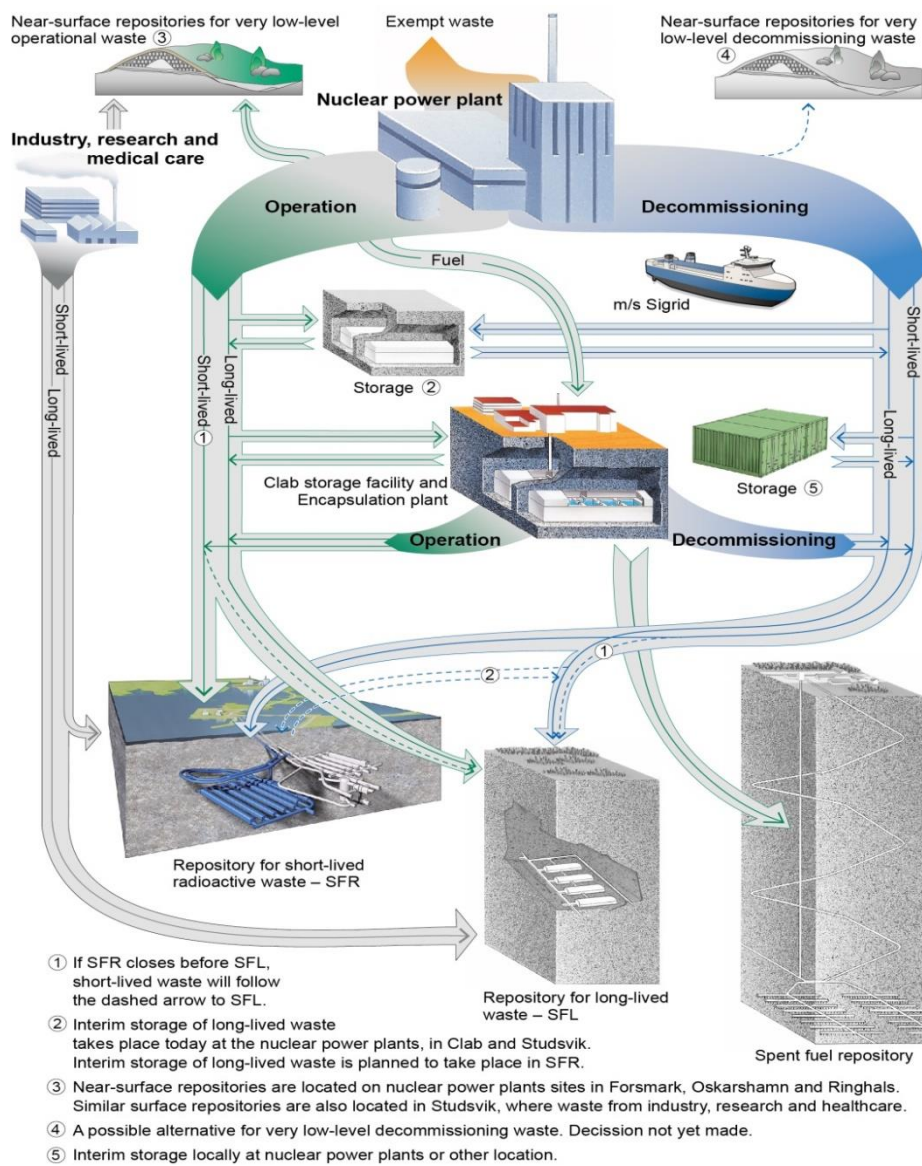 Near-surface repositories for very low-level
operational waste ③
Exempt waste
Near-surface repositories for very
low-level decommissioning waste
④
Nuclear power plant
Industry, research and
medical care
Operation
Decommissioning
Fuel
m/s Sigrid
Short-lived
Long-lived
Short-lived ①
Long-lived
Short-lived
Long-lived
Storage ②
Storage ⑤
Clab storage facility and
Encapsulation plant
Operation
Decommissioning
①
②
Repository for short-lived
radioactive waste – SFR
Repository for long-lived
waste – SFL
Spent fuel repository
① If SFR closes before SFL,
short-lived waste will follow
the dashed arrow to SFL.
② Interim storage of long-lived waste
takes place today at the nuclear power plants, in Clab and Studsvik.
Interim storage of long-lived waste is planned to take place in SFR.
③ Near-surface repositories are located on nuclear power plants sites in Forsmark, Oskarshamn and Ringhals.
Similar surface repositories are also located in Studsvik, where waste from industry, research and healthcare.
④ A possible alternative for very low-level decommissioning waste. Decission not yet made.
⑤ Interim storage locally at nuclear power plants or other location.